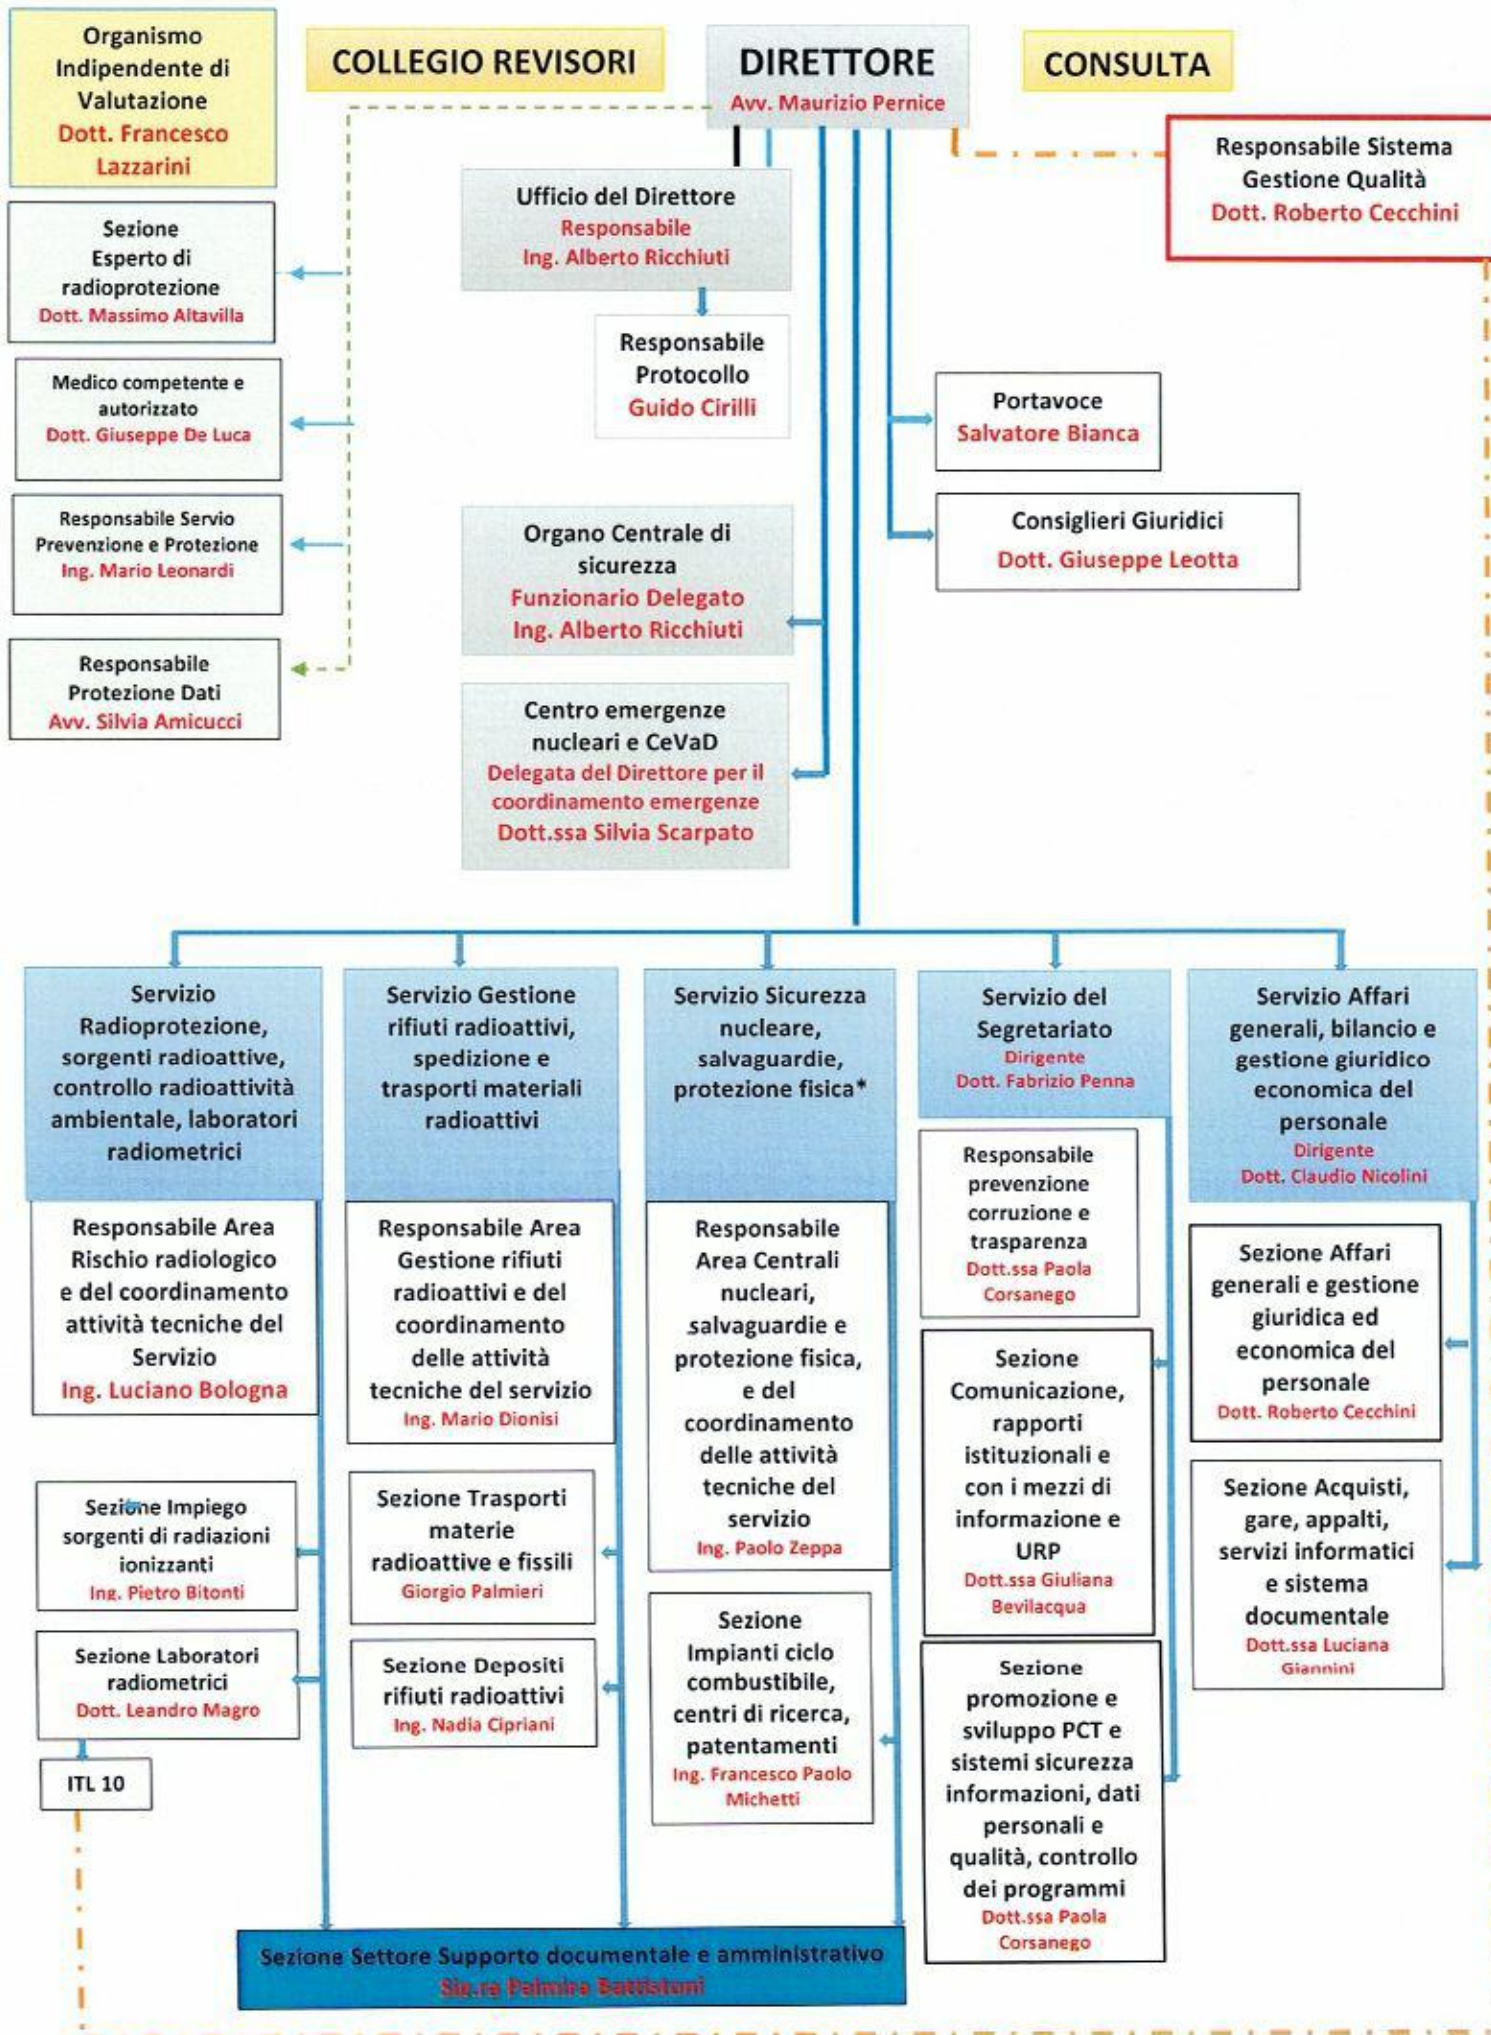 Organismo
Indipendente di
Valutazione
Dott. Francesco
Lazzarini
COLLEGIO REVISORI
DIRETTORE
Avv. Maurizio Pernice
CONSULTA
Responsabile Sistema
Gestione Qualità
Dott. Roberto Cecchini
Ufficio del Direttore
Responsabile
Ing. Alberto Ricchiuti
Sezione
Esperto di
radioprotezione
Dott. Massimo Altavilla
Responsabile
Protocollo
Guido Cirilli
Medico competente e
autorizzato
Dott. Giuseppe De Luca
Portavoce
Salvatore Bianca
Responsabile Servio
Prevenzione e Protezione
Ing. Mario Leonardi
Organo Centrale di
sicurezza
Funzionario Delegato
Ing. Alberto Ricchiuti
Consiglieri Giuridici
Dott. Giuseppe Leotta
Responsabile
Protezione Dati
Avv. Silvia Amicucci
Centro emergenze
nucleari e CeVaD
Delegata del Direttore per il
coordinamento emergenze
Dott.ssa Silvia Scarpato
Servizio
Radioprotezione,
sorgenti radioattive,
controllo radioattività
ambientale, laboratori
radiometrici
Responsabile Area
Rischio radiologico
e del coordinamento
attività tecniche del
Servizio
Ing. Luciano Bologna
Sezione Impiego
sorgenti di radiazioni
ionizzanti
Ing. Pietro Bitonti
Sezione Laboratori
radiometrici
Dott. Leandro Magro
ITL 10
Servizio Gestione
rifiuti radioattivi,
spedizione e
trasporti materiali
radioattivi
Responsabile Area
Gestione rifiuti
radioattivi e del
coordinamento
delle attività
tecniche del servizio
Ing. Mario Dionisi
Sezione Trasporti
materie
radioattive e fissili
Giorgio Palmieri
Sezione Depositi
rifiuti radioattivi
Ing. Nadia Cipriani
Servizio Sicurezza
nucleare,
salvaguardie,
protezione fisica*
Responsabile
Area Centrali
nucleari,
salvaguardie e
protezione fisica,
e del
coordinamento
delle attività
tecniche del
servizio
Ing. Paolo Zeppa
Sezione
Impianti ciclo
combustibile,
centri di ricerca,
patentamenti
Ing. Francesco Paolo
Michetti
Servizio del
Segretariato
Dirigente
Dott. Fabrizio Penna
Responsabile
prevenzione
corruzione e
trasparenza
Dott.ssa Paola
Corsanego
Sezione
Comunicazione,
rapporti
istituzionali e
con i mezzi di
informazione e
URP
Dott.ssa Giuliana
Bevilacqua
Sezione
promozione e
sviluppo PCT e
sistemi sicurezza
informazioni, dati
personali e
qualità, controllo
dei programmi
Dott.ssa Paola
Corsanego
Servizio Affari
generali, bilancio e
gestione giuridico
economica del
personale
Dirigente
Dott. Claudio Nicolini
Sezione Affari
generali e gestione
giuridica ed
economica del
personale
Dott. Roberto Cecchini
Sezione Acquisti,
gare, appalti,
servizi informatici
e sistema
documentale
Dott.ssa Luciana
Giannini
Sezione Settore Supporto documentale e amministrativo
Sig.ra Palmira Battistoni